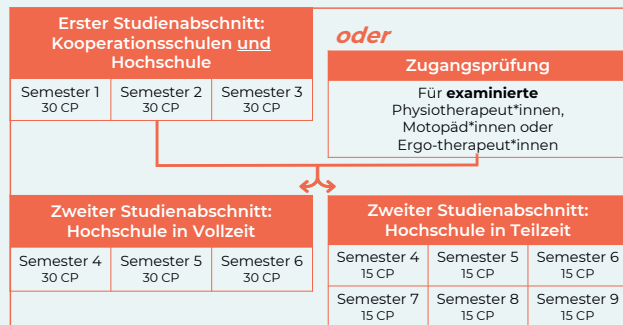 Erster Studienabschnitt:
Kooperationsschulen und
Hochschule
Semester 1
30 CP
Semester 2
30 CP
Semester 3
30 CP
oder
Zugangsprüfung
Für examinierte
Physiotherapeut*innen,
Motopäd*innen oder
Ergo-therapeut*innen
Zweiter Studienabschnitt:
Hochschule in Vollzeit
Semester 4
30 CP
Semester 5
30 CP
Semester 6
30 CP
Zweiter Studienabschnitt:
Hochschule in Teilzeit
Semester 4
15 CP
Semester 5
15 CP
Semester 6
15 CP
Semester 7
15 CP
Semester 8
15 CP
Semester 9
15 CP